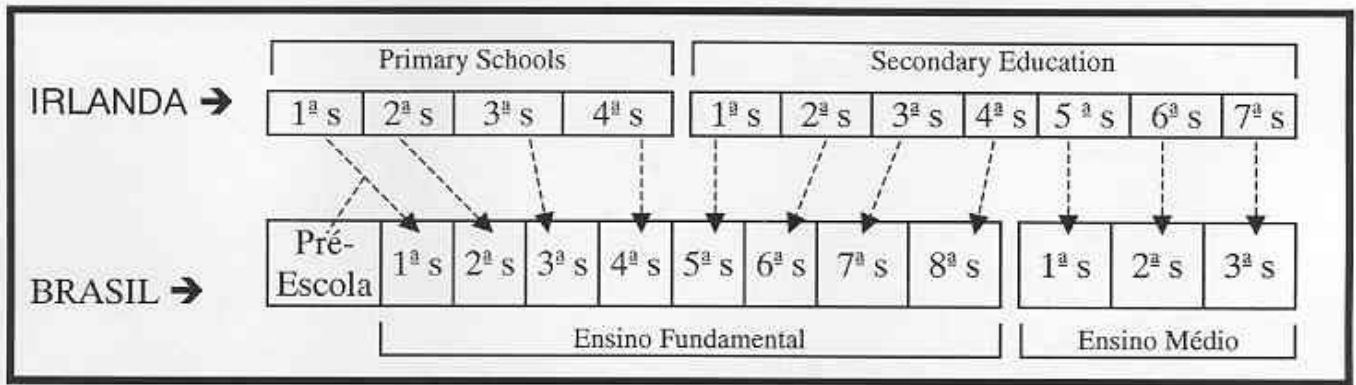 Primary Schools Secondary Education
IRLANDA ➔ 1ª s 2ª s 3ª s 4ª s 1ª s 2ª s 3ª s 4ª s 5 ª s 6ª s 7ª s
Pré-
Escola 1ª s 2ª s 3ª s 4ª s 5ª s 6ª s 7ª s 8ª s 1ª s 2ª s 3ª s
BRASIL ➔
Ensino Fundamental Ensino Médio